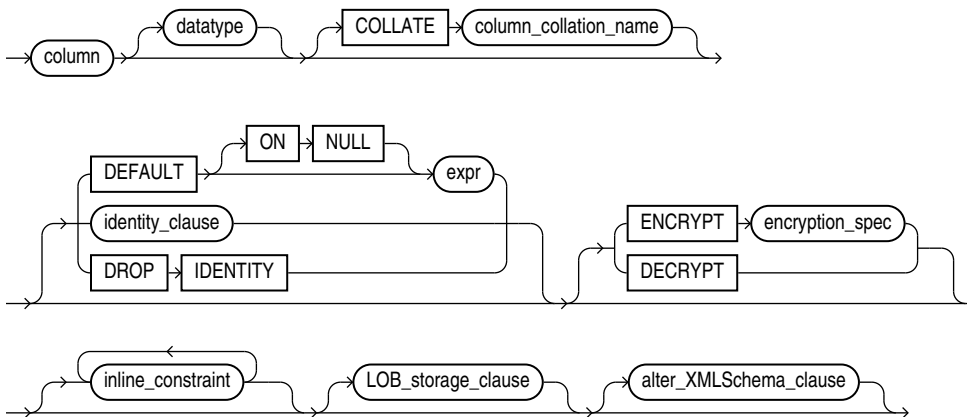 datatype COLLATE column_collation_name
column
ON NULL
DEFAULT expr
identity_clause ENCRYPT encryption_spec
DROP IDENTITY DECRYPT
inline_constraint LOB_storage_clause alter_XMLSchema_clause